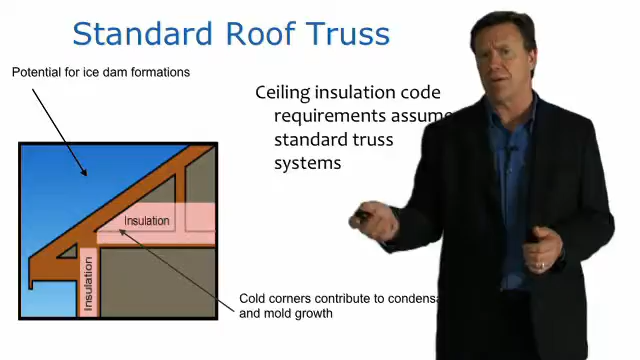 Standard Roof Truss
Potential for ice dam formations
Ceiling insulation code
requirements assume
standard truss
systems
Insulation
Insulation
Cold corners contribute to
and mold growth